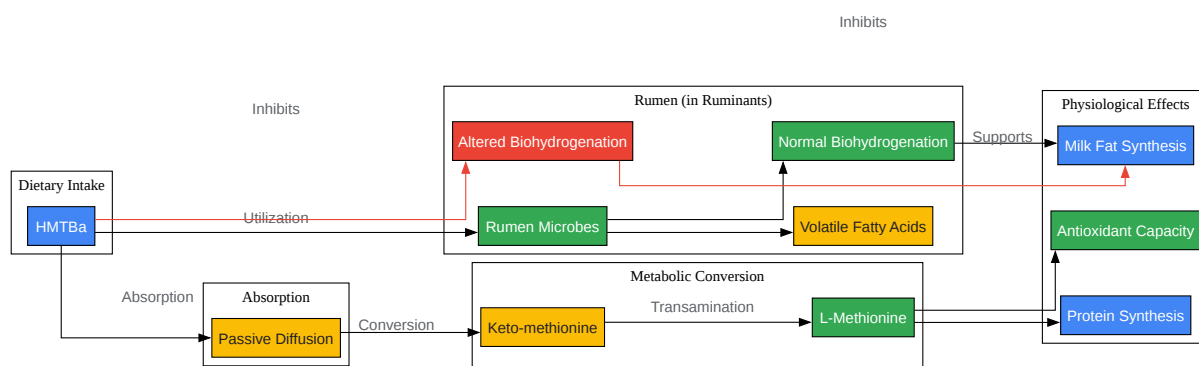 Inhibits
Inhibits
Rumen (in Ruminants)
Physiological Effects
Altered Biohydrogenation
Normal Biohydrogenation
Supports
Milk Fat Synthesis
Dietary Intake
HMTBa
Utilization
Rumen Microbes
Volatile Fatty Acids
Antioxidant Capacity
Absorption
Absorption
Metabolic Conversion
Passive Diffusion
Conversion
Keto-methionine
Transamination
L-Methionine
Protein Synthesis